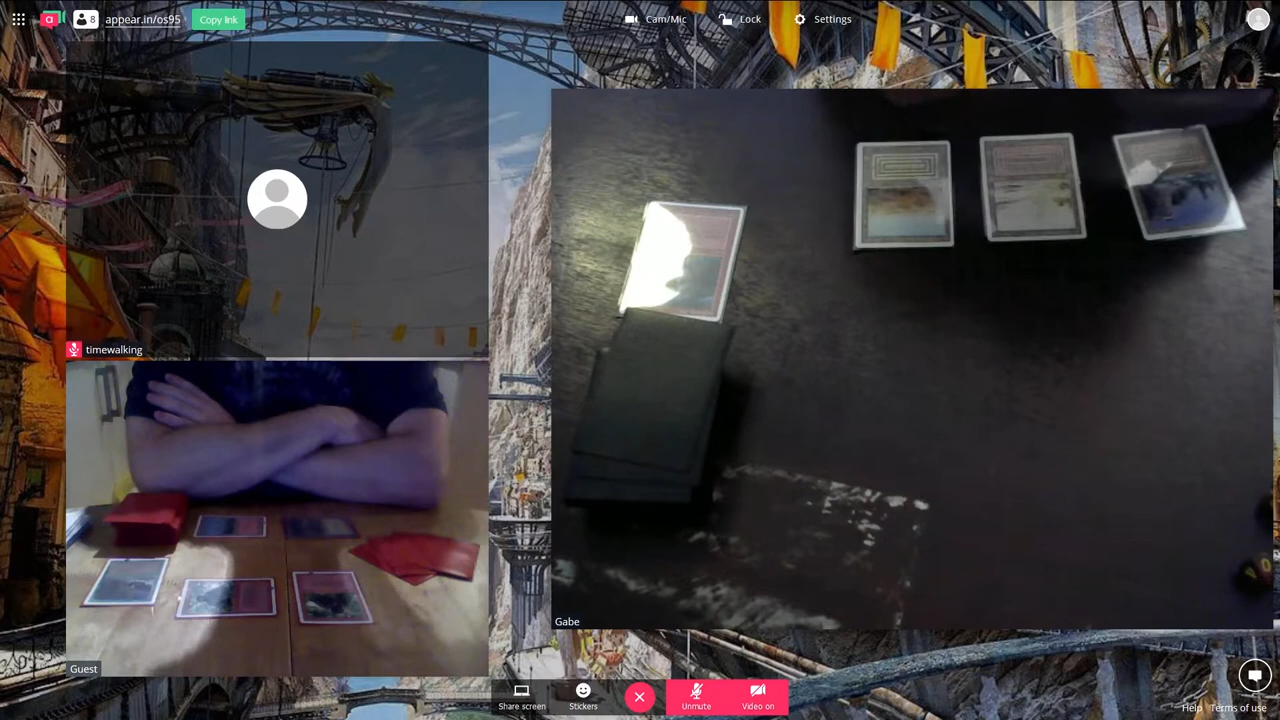 8
appear.in/os95
Copy link
Cam/Mic
Lock
Settings
timewalking
Guest
Gabe
Share screen
Stickers
Unmute
Video on
Help
Terms of use